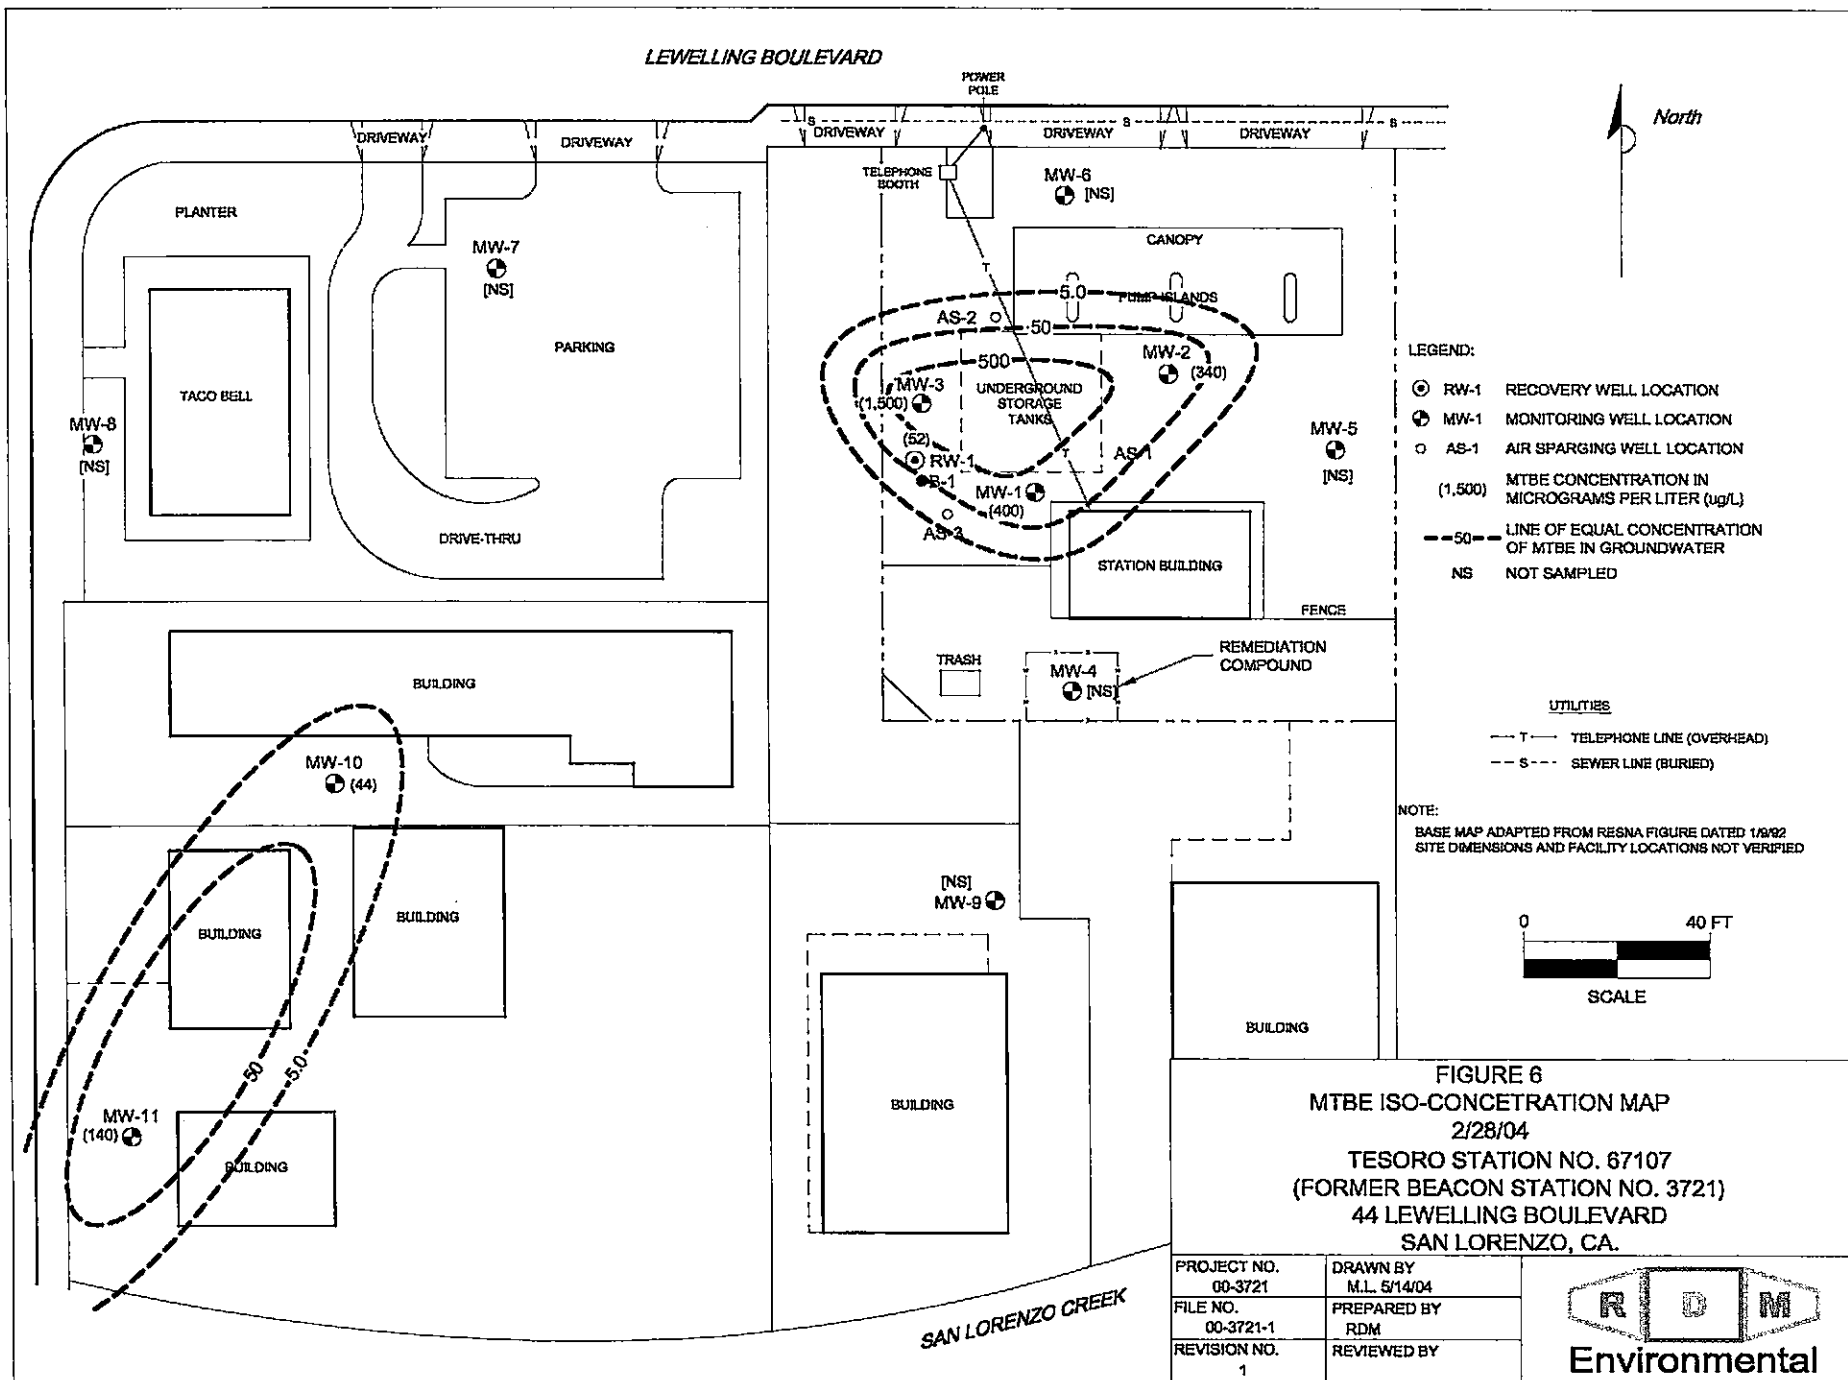 LEWELLING BOULEVARD
POWER
POLE
North
S
S
S
DRIVEWAY
DRIVEWAY
DRIVEWAY
DRIVEWAY
DRIVEWAY
TELEPHONE
BOOTH
MW-6
[NS]
PLANTER
MW-7
[NS]
CANOPY
T
5.0
PUMP ISLANDS
AS-2
50
PARKING
500
MW-2
(340)
MW-3
(1,500)
UNDERGROUND
STORAGE
TANKS
TACO BELL
MW-8
[NS]
(52)
RW-1
B-1
T
AS-1
MW-5
[NS]
MW-1
(400)
AS-3
DRIVE-THRU
STATION BUILDING
FENCE
LEGEND:
RW-1 RECOVERY WELL LOCATION
MW-1 MONITORING WELL LOCATION
AS-1 AIR SPARGING WELL LOCATION
(1,500) MTBE CONCENTRATION IN
MICROGRAMS PER LITER (ug/L)
50 LINE OF EQUAL CONCENTRATION
OF MTBE IN GROUNDWATER
NS NOT SAMPLED
REMEDIATION
COMPOUND
TRASH
MW-4
[NS]
BUILDING
UTILITIES
T TELEPHONE LINE (OVERHEAD)
S SEWER LINE (BURIED)
MW-10
(44)
NOTE:
BASE MAP ADAPTED FROM RESNA FIGURE DATED 1/9/92
SITE DIMENSIONS AND FACILITY LOCATIONS NOT VERIFIED
[NS]
MW-9
BUILDING
BUILDING
0 40 FT
SCALE
BUILDING
50
5.0
MW-11
(140)
BUILDING
BUILDING
SAN LORENZO CREEK
FIGURE 6
MTBE ISO-CONCETRATION MAP
2/28/04
TESORO STATION NO. 67107
(FORMER BEACON STATION NO. 3721)
44 LEWELLING BOULEVARD
SAN LORENZO, CA.
PROJECT NO.
00-3721
DRAWN BY
M.L. 5/14/04
FILE NO.
00-3721-1
PREPARED BY
RDM
REVISION NO.
1
REVIEWED BY
R D M
Environmental